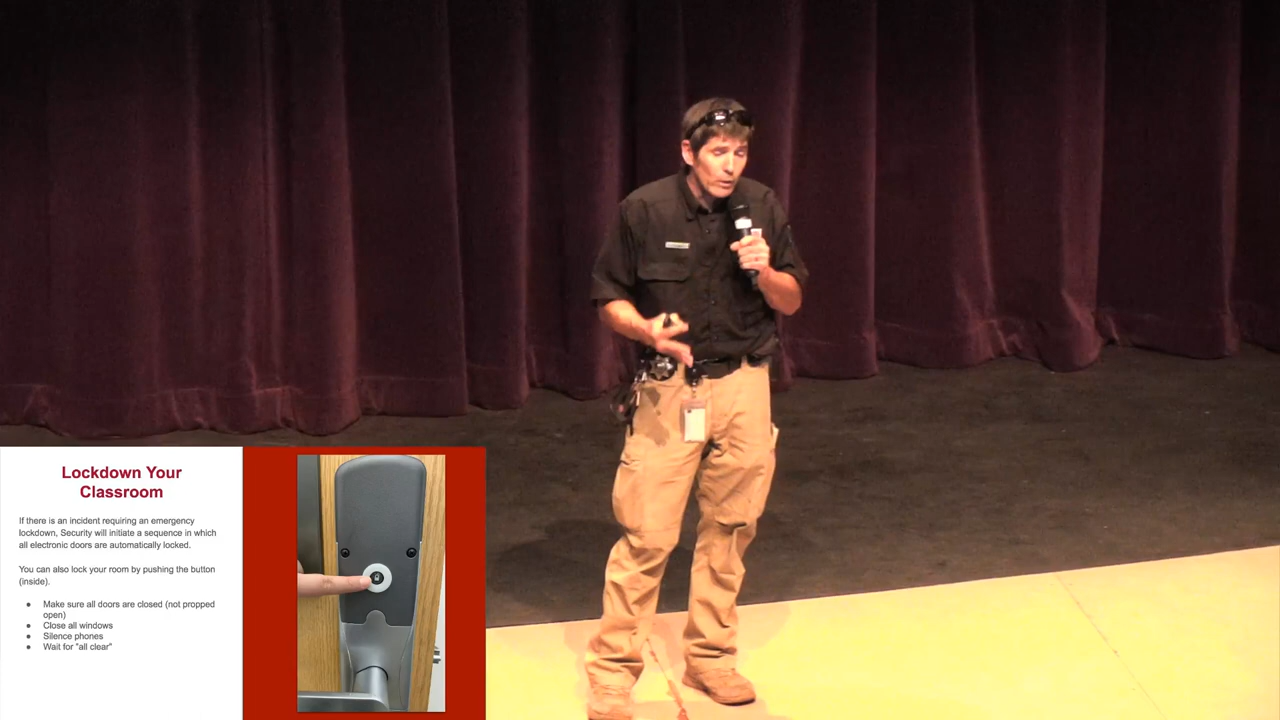 Lockdown Your
Classroom
If there is an incident requiring an emergency
lockdown, Security will initiate a sequence in which
all electronic doors are automatically locked.
You can also lock your room by pushing the button
(inside).
● Make sure all doors are closed (not propped
open)
● Close all windows
● Silence phones
● Wait for "all clear"